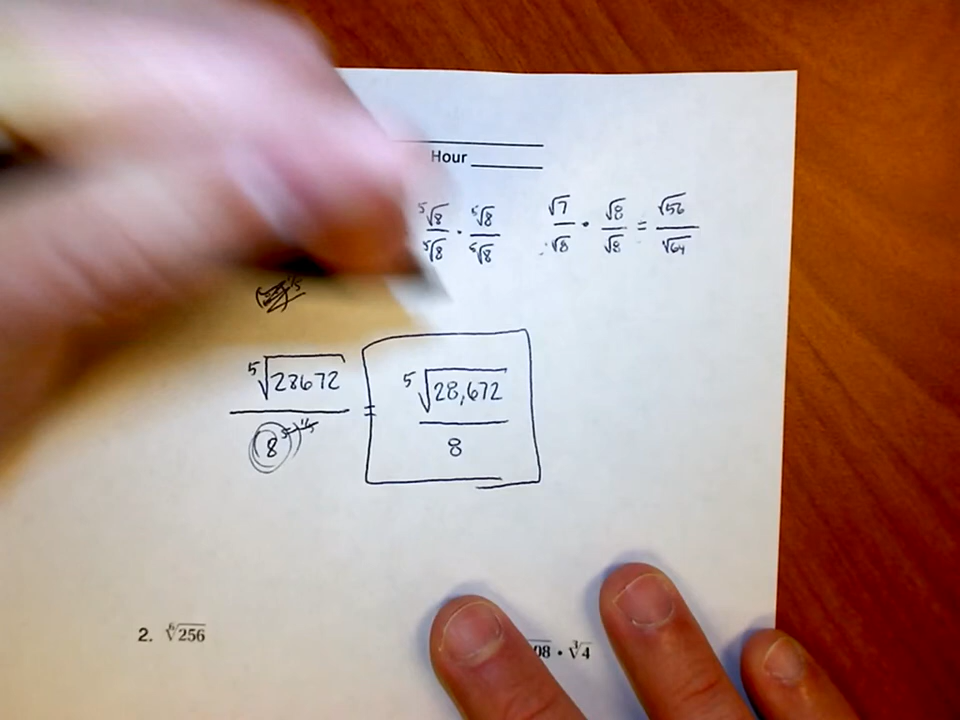 Hour
⁵√8/⁵√8 · ⁵√8/⁵√8 √7/√8 · √8/√8 = √56/√64
⁵√28672/8 = ⁵√28,672/8
2. ⁶√256
08 · ³√4